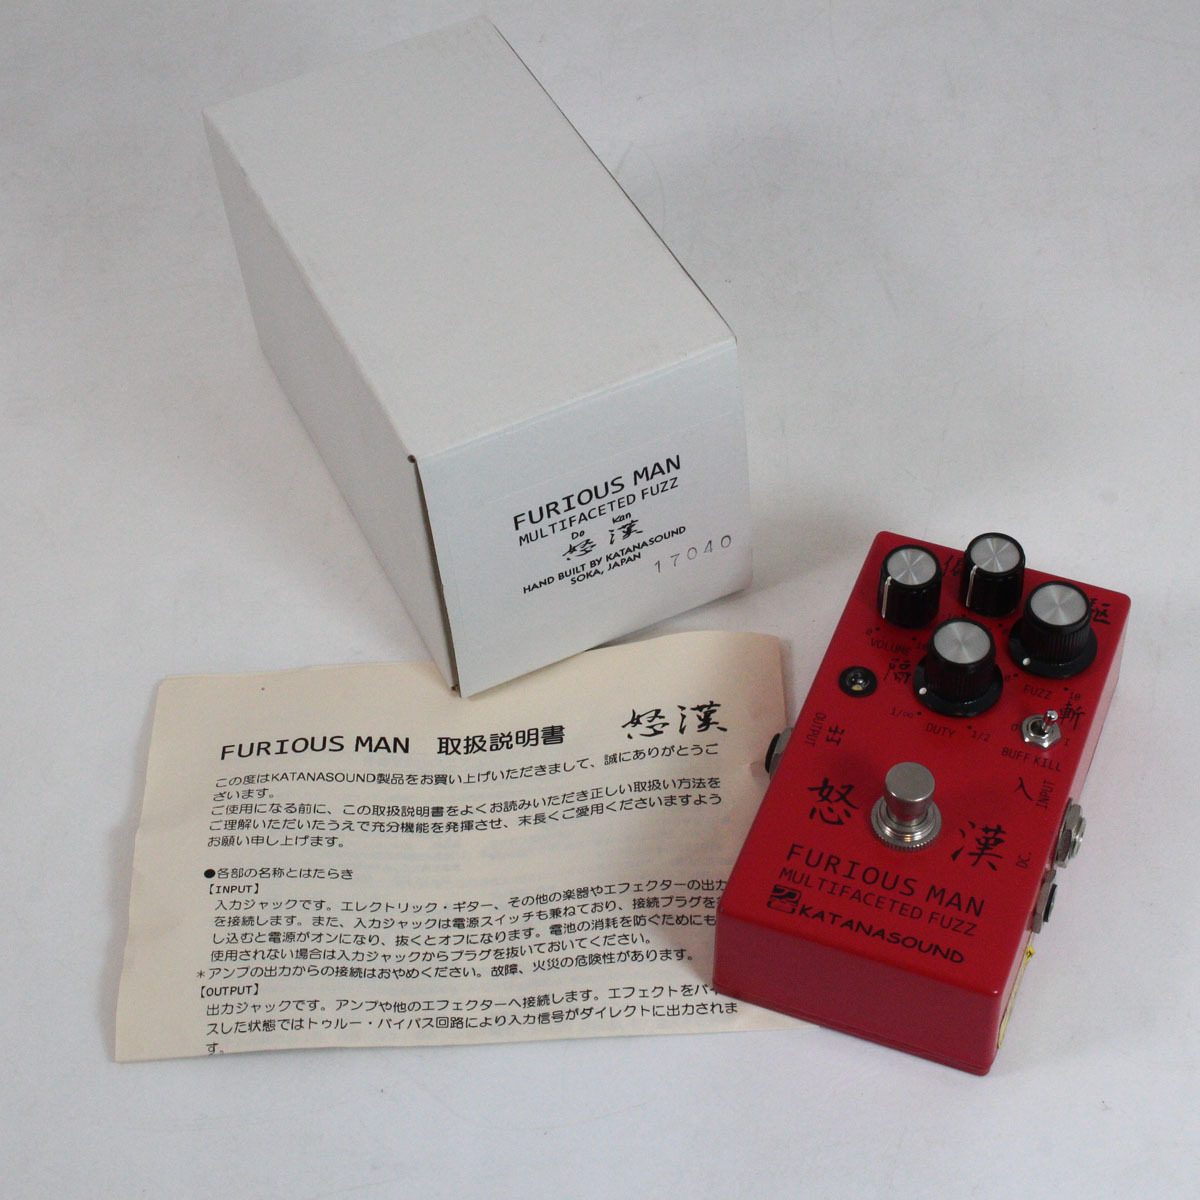 FURIOUS MAN
MULTIFACETED FUZZ
Do Kan
怒漢
HAND BUILT BY KATANASOUND
SOKA, JAPAN
17040
FURIOUS MAN 取扱説明書 怒漢
この度はKATANASOUND製品をお買い上げいただきまして、誠にありがとうご
ざいます。
ご使用になる前に、この取扱説明書をよくお読みいただき正しい取扱い方法を
ご理解いただいたうえで充分機能を発揮させ、末長くご愛用くださいますよう
お願い申し上げます。
●各部の名称とはたらき
【INPUT】
入力ジャックです。エレクトリック・ギター、その他の楽器やエフェクターの出力
を接続します。また、入力ジャックは電源スイッチも兼ねており、接続プラグを
し込むと電源がオンになり、抜くとオフになります。電池の消耗を防ぐためにも
使用されない場合は入力ジャックからプラグを抜いておいてください。
*アンプの出力からの接続はおやめください。故障、火災の危険性があります。
【OUTPUT】
出力ジャックです。アンプや他のエフェクターへ接続します。エフェクトをバイ
スした状態ではトゥルー・バイパス回路により入力信号がダイレクトに出力されま
す。
駆
0 10
VOLUME
FUZZ 10
1/∞ DUTY 1/2
斬
0 1
BUFF KILL
OUTPUT
出
入
INPUT
DC.
怒漢
FURIOUS MAN
MULTIFACETED FUZZ
KATANASOUND